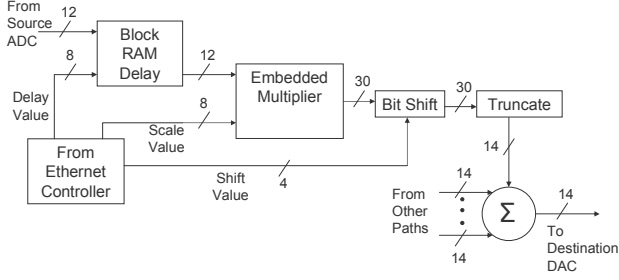 From
Source
ADC
12
Block
RAM
Delay
8
12
Delay
Value
Embedded
Multiplier
8
Scale
Value
30
Bit Shift
30
Truncate
From
Ethernet
Controller
Shift
Value
4
14
From
Other
Paths
14
14
Σ
14
To
Destination
DAC